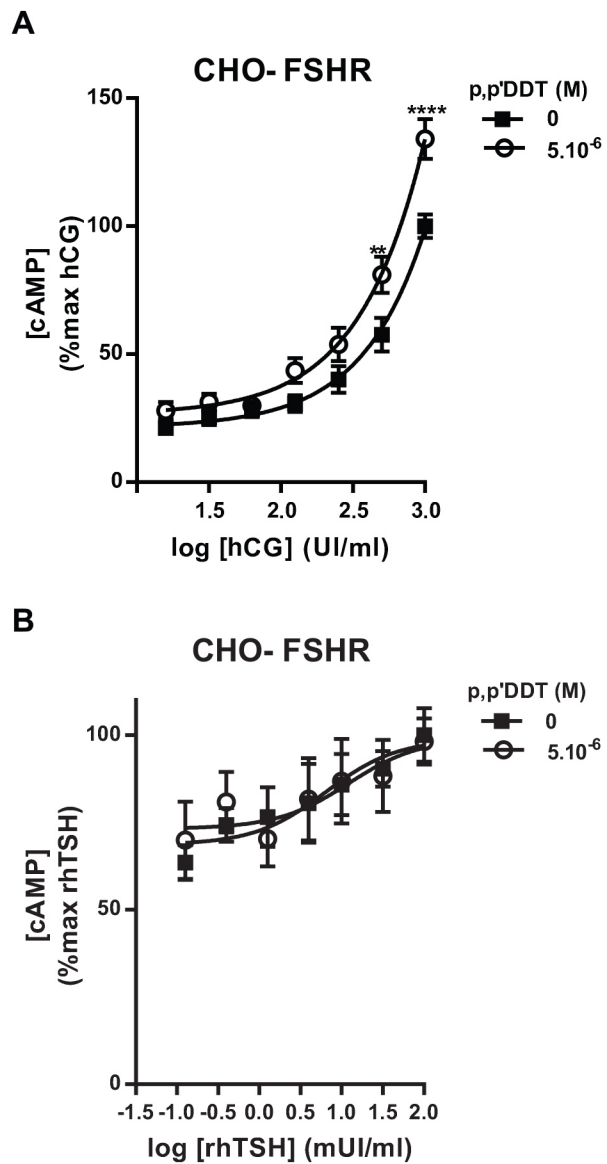 A
CHO- FSHR
p,p'DDT (M)
0
5.10⁻⁶
150
100
50
0
[cAMP]
(%max hCG)
**
****
1.5 2.0 2.5 3.0
log [hCG] (UI/ml)
B
CHO- FSHR
p,p'DDT (M)
0
5.10⁻⁶
100
50
0
[cAMP]
(%max rhTSH)
-1.5 -1.0 0.0 0.5 1.0 1.5 2.0
log [rhTSH] (mUI/ml)